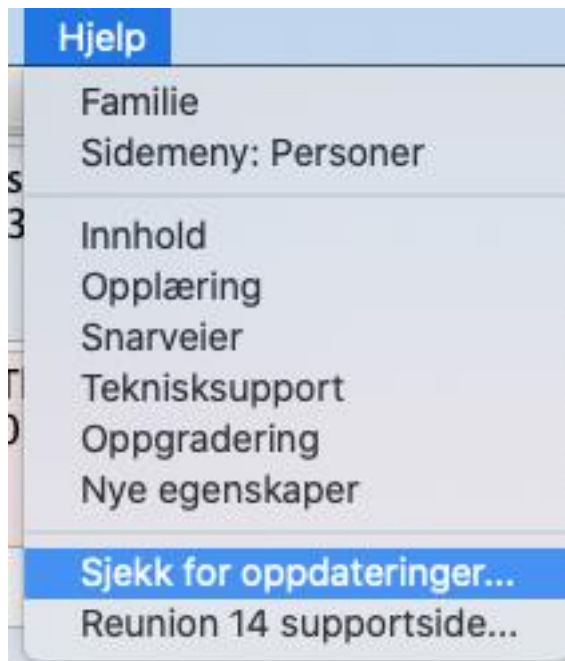 Hjelp
Familie
Sidemeny: Personer
Innhold
Opplæring
Snarveier
Teknisksupport
Oppgradering
Nye egenskaper
Sjekk for oppdateringer...
Reunion 14 supportside...